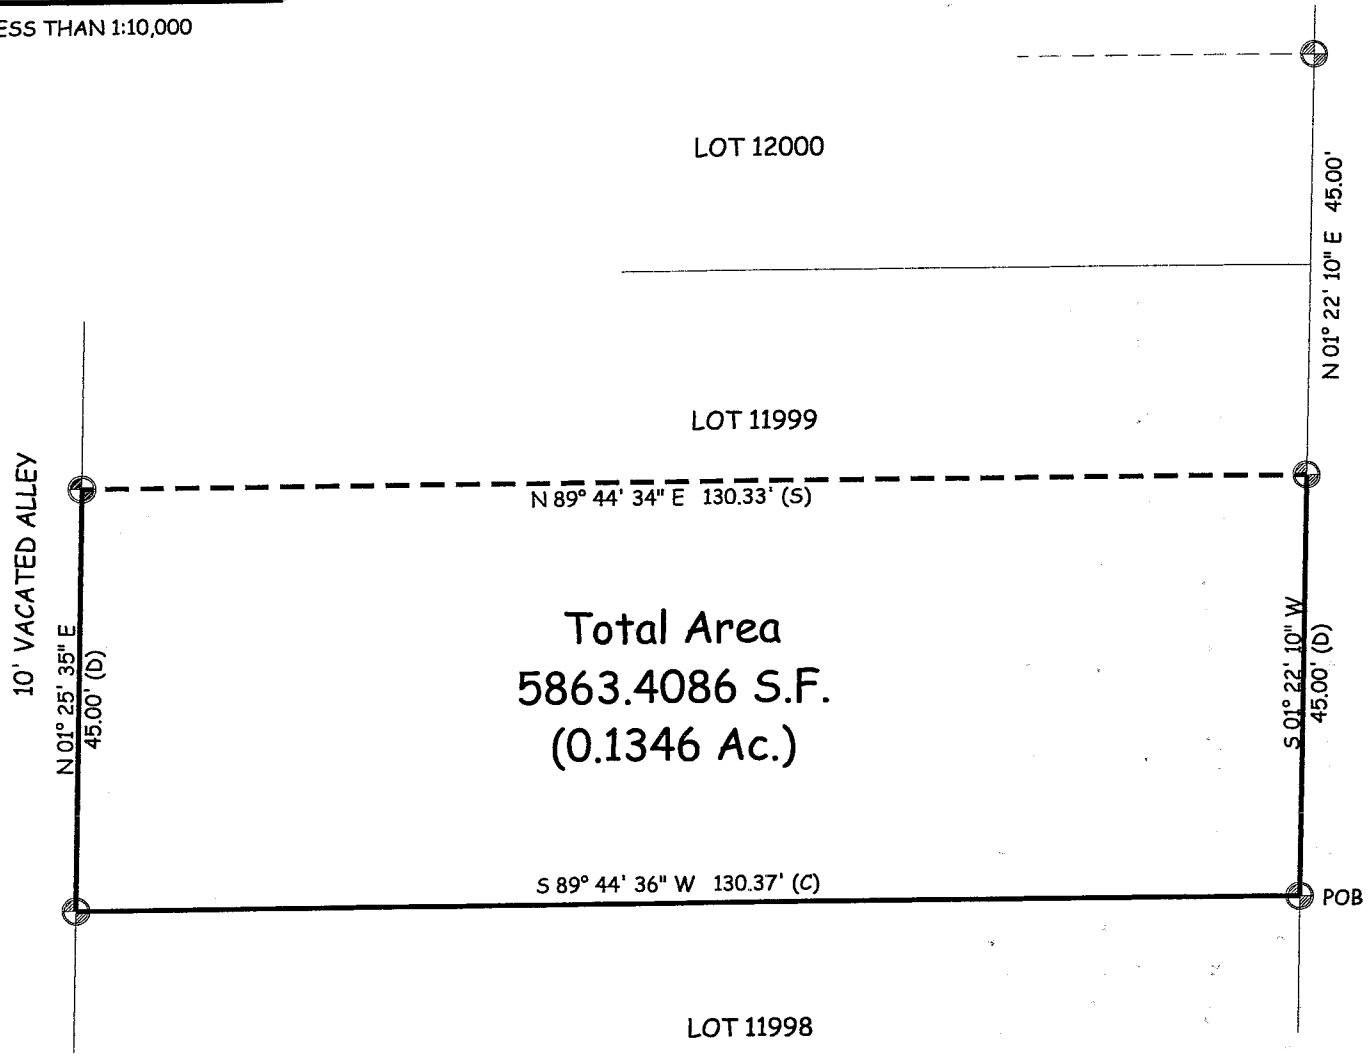 ESS THAN 1:10,000
LOT 12000
N 01° 22' 10" E 45.00'
LOT 11999
10' VACATED ALLEY
N 89° 44' 34" E 130.33' (S)
N 01° 25' 35" E
45.00' (D)
Total Area
5863.4086 S.F.
(0.1346 Ac.)
S 01° 22' 10" W
45.00' (D)
S 89° 44' 36" W 130.37' (C)
POB
LOT 11998